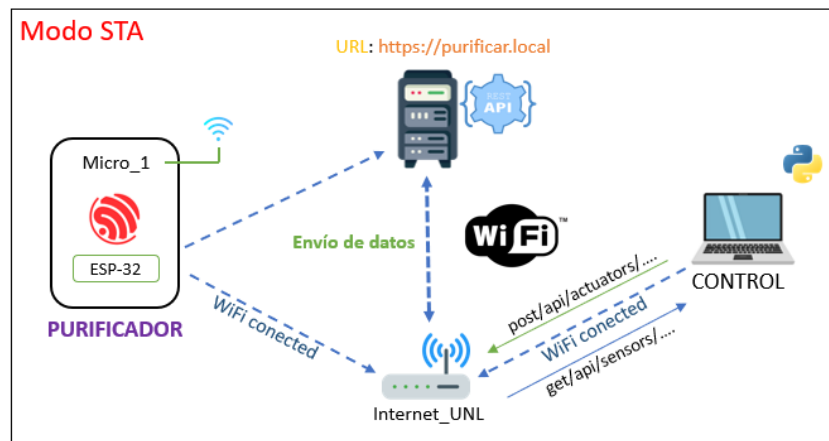 Modo STA
URL: https://purificar.local
REST
API
Micro_1
ESP-32
PURIFICADOR
Envío de datos
WiFi
TM
CONTROL
WiFi conected
post/api/actuators/....
WiFi conected
get/api/sensors/....
Internet_UNL